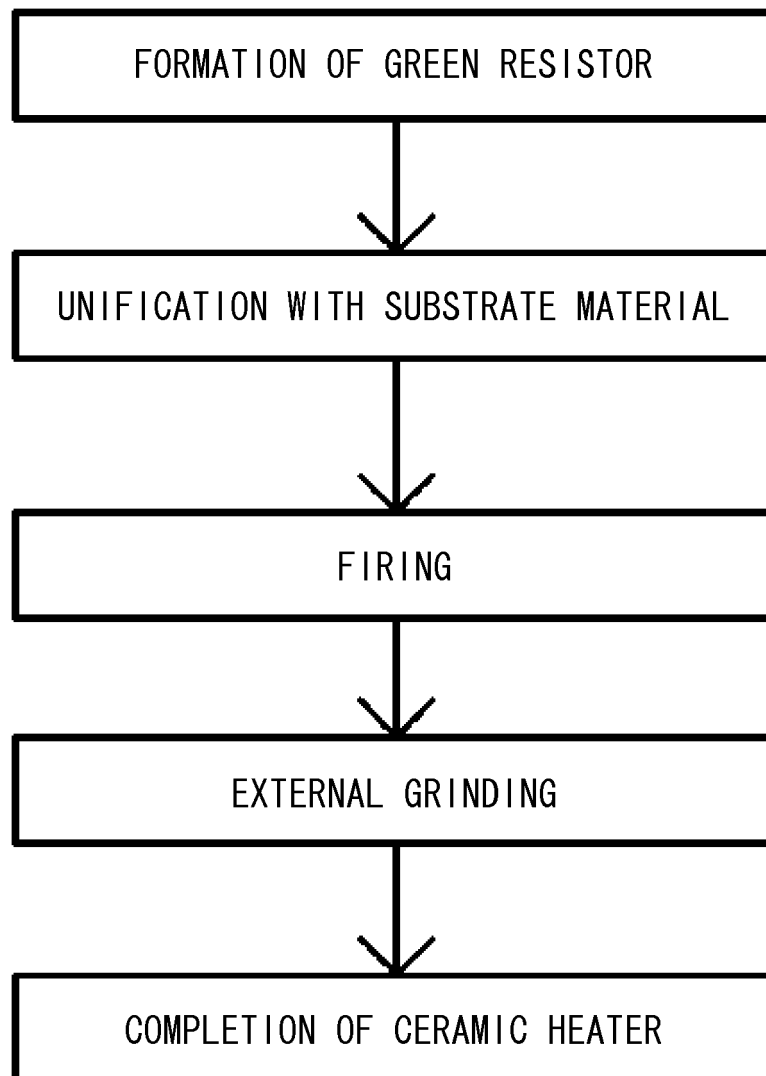 FORMATION OF GREEN RESISTOR
UNIFICATION WITH SUBSTRATE MATERIAL
FIRING
EXTERNAL GRINDING
COMPLETION OF CERAMIC HEATER